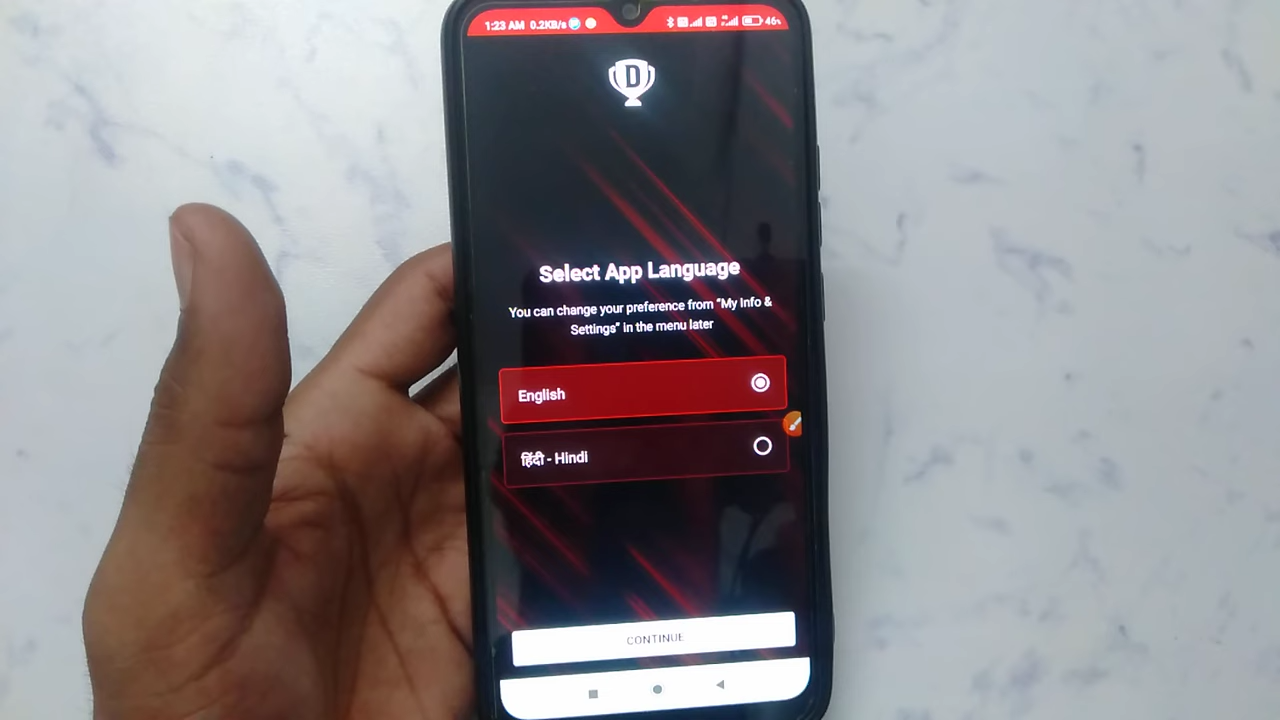 1:23 AM 0.2KB/s 46%
D
Select App Language
You can change your preference from “My Info &
Settings” in the menu later
English
हिंदी - Hindi
CONTINUE